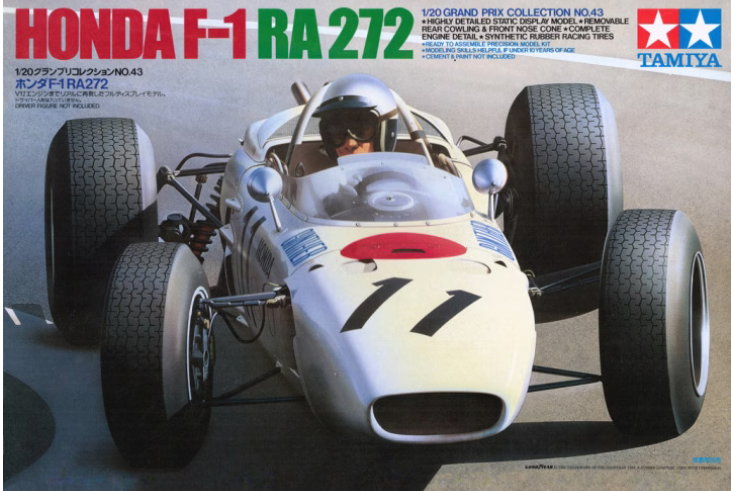 HONDA F-1 RA272
1/20 GRAND PRIX COLLECTION NO.43
•HIGHLY DETAILED STATIC DISPLAY MODEL •REMOVABLE
REAR COWLING & FRONT NOSE CONE •COMPLETE
ENGINE DETAIL •SYNTHETIC RUBBER RACING TIRES
•READY TO ASSEMBLE PRECISION MODEL KIT
•MODELING SKILLS HELPFUL IF UNDER 10 YEARS OF AGE
•CEMENT & PAINT NOT INCLUDED
TAMIYA
1/20グランプリコレクションNO.43
ホンダF-1 RA272
DRIVER FIGURE NOT INCLUDED.
11
HONDA
11
GOODYEAR